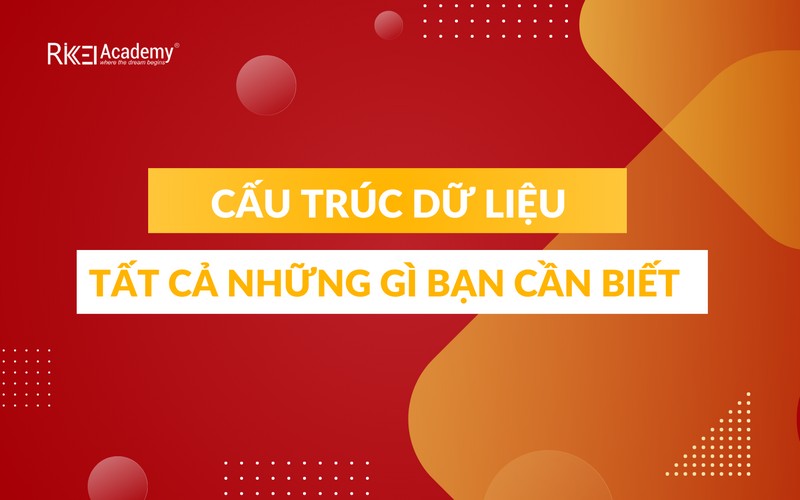 RIKKEI Academy®
where the dream begins
CẤU TRÚC DỮ LIỆU
TẤT CẢ NHỮNG GÌ BẠN CẦN BIẾT